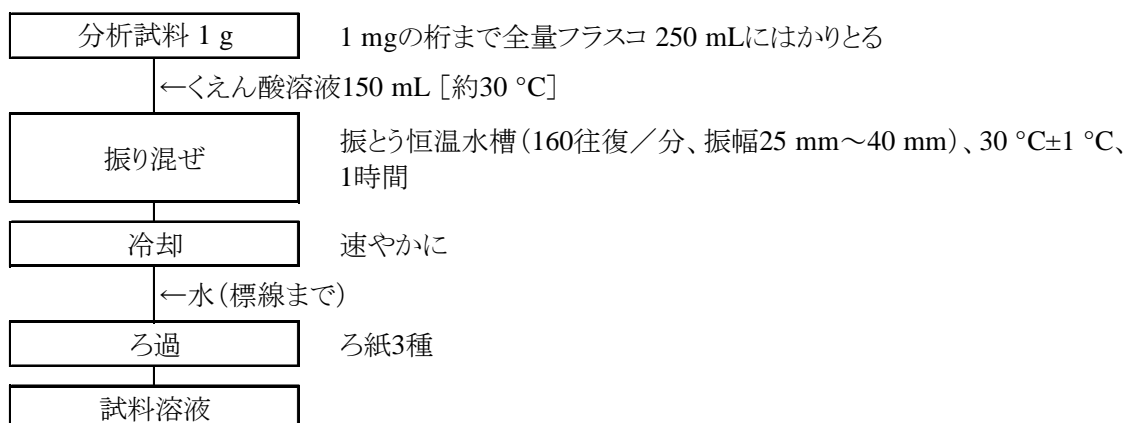 分析試料 1 g
1 mgの桁まで全量フラスコ 250 mLにはかりとる
←くえん酸溶液150 mL [約30 °C]
振り混ぜ
振とう恒温水槽(160往復/分、振幅25 mm~40 mm)、30 °C±1 °C、
1時間
冷却
速やかに
←水(標線まで)
ろ過
ろ紙3種
試料溶液